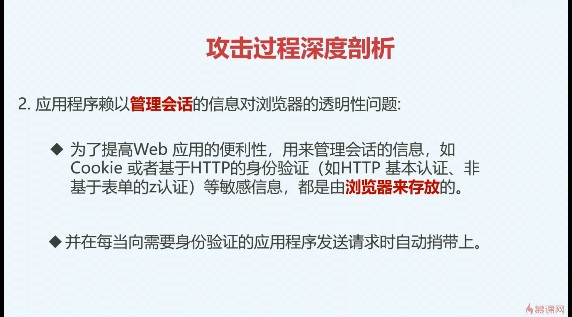 攻击过程深度剖析
2. 应用程序赖以管理会话的信息对浏览器的透明性问题:
◆ 为了提高Web 应用的便利性，用来管理会话的信息，如
Cookie 或者基于HTTP的身份验证（如HTTP 基本认证、非
基于表单的z认证）等敏感信息，都是由浏览器来存放的。
◆并在每当向需要身份验证的应用程序发送请求时自动捎带上。
慕课网